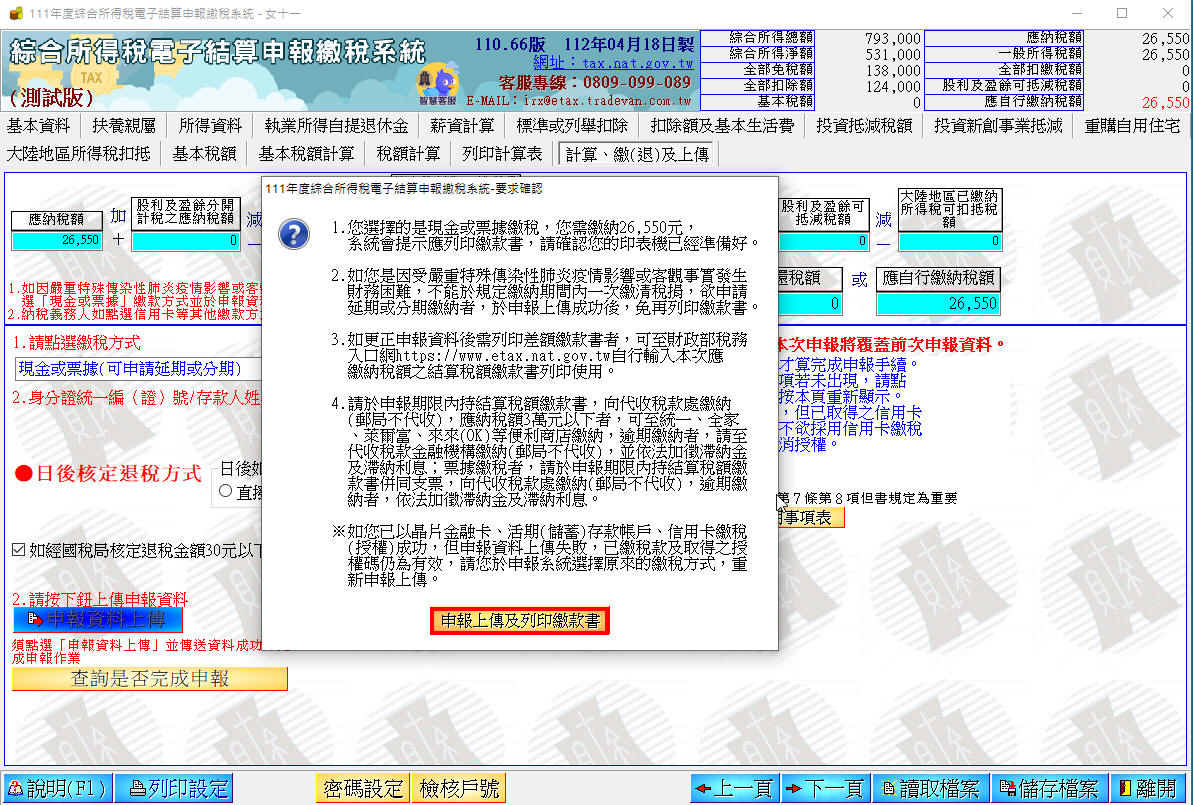 111年度綜合所得稅電子結算申報繳稅系統 - 女十一
綜合所得稅電子結算申報繳稅系統
(測試版)
TAX
智慧客服
110.66版 112年04月18日製
網址：tax.nat.gov.tw
客服專線：0809-099-089
E-MAIL：irx@etax.tradevan.com.tw
綜合所得總額 793,000 應納稅額 26,550
綜合所得淨額 531,000 一般所得稅額 26,550
全部免稅額 138,000 全部扣繳稅額 0
全部扣除額 124,000 股利及盈餘可抵減稅額 0
基本稅額 0 應自行繳納稅額 26,550
基本資料 扶養親屬 所得資料 執業所得自提退休金 薪資計算 標準或列舉扣除 扣除額及基本生活費 投資抵減稅額 投資新創事業抵減 重購自用住宅
大陸地區所得稅扣抵 基本稅額 基本稅額計算 稅額計算 列印計算表 計算、繳(退)及上傳
應納稅額
26,550
加
＋
股利及盈餘分開
計稅之應納稅額
0
減
－
股利及盈餘可
抵減稅額
0
減
－
大陸地區已繳納
所得稅可扣抵稅
額
0
稅額
0
或
應自行繳納稅額
26,550
1.如因嚴重特殊傳染性肺炎疫情影響或客
選「現金或票據」繳款方式並於申報資
2.納稅義務人如點選信用卡等其他繳款方
1.請點選繳稅方式
現金或票據(可申請延期或分期)
2.身分證統一編（證）號/存款人姓
●日後核定退稅方式
日後如
直接
如經國稅局核定退稅金額30元以下
2.請按下鈕上傳申報資料
申報資料上傳
須點選「申報資料上傳」並傳送資料成功
成申報作業
查詢是否完成申報
本次申報將覆蓋前次申報資料。
才算完成申報手續。
項若未出現，請點
按本頁重新顯示。
，但已取得之信用卡
不欲採用信用卡繳稅
消授權。
第7條第8項但書規定為重要
事項表
111年度綜合所得稅電子結算申報繳稅系統-要求確認
1.您選擇的是現金或票據繳稅，您需繳納26,550元，
系統會提示應列印繳款書，請確認您的印表機已經準備好。
2.如您是因受嚴重特殊傳染性肺炎疫情影響或客觀事實發生
財務困難，不能於規定繳納期間內一次繳清稅捐，欲申請
延期或分期繳納者，於申報上傳成功後，免再列印繳款書。
3.如更正申報資料後需列印差額繳款書者，可至財政部稅務
入口網https://www.etax.nat.gov.tw自行輸入本次應
繳納稅額之結算稅額繳款書列印使用。
4.請於申報期限內持結算稅額繳款書，向代收稅款處繳納
(郵局不代收)，應納稅額3萬元以下者，可至統一、全家
、萊爾富、來來(OK)等便利商店繳納，逾期繳納者，請至
代收稅款金融機構繳納(郵局不代收)，並依法加徵滯納金
及滯納利息；票據繳稅者，請於申報期限內持結算稅額繳
款書併同支票，向代收稅款處繳納(郵局不代收)，逾期繳
納者，依法加徵滯納金及滯納利息。
※如您已以晶片金融卡、活期(儲蓄)存款帳戶、信用卡繳稅
(授權)成功，但申報資料上傳失敗，已繳稅款及取得之授
權碼仍為有效，請您於申報系統選擇原來的繳稅方式，重
新申報上傳。
申報上傳及列印繳款書
說明(F1) 列印設定 密碼設定 檢核戶號 上一頁 下一頁 讀取檔案 儲存檔案 離開